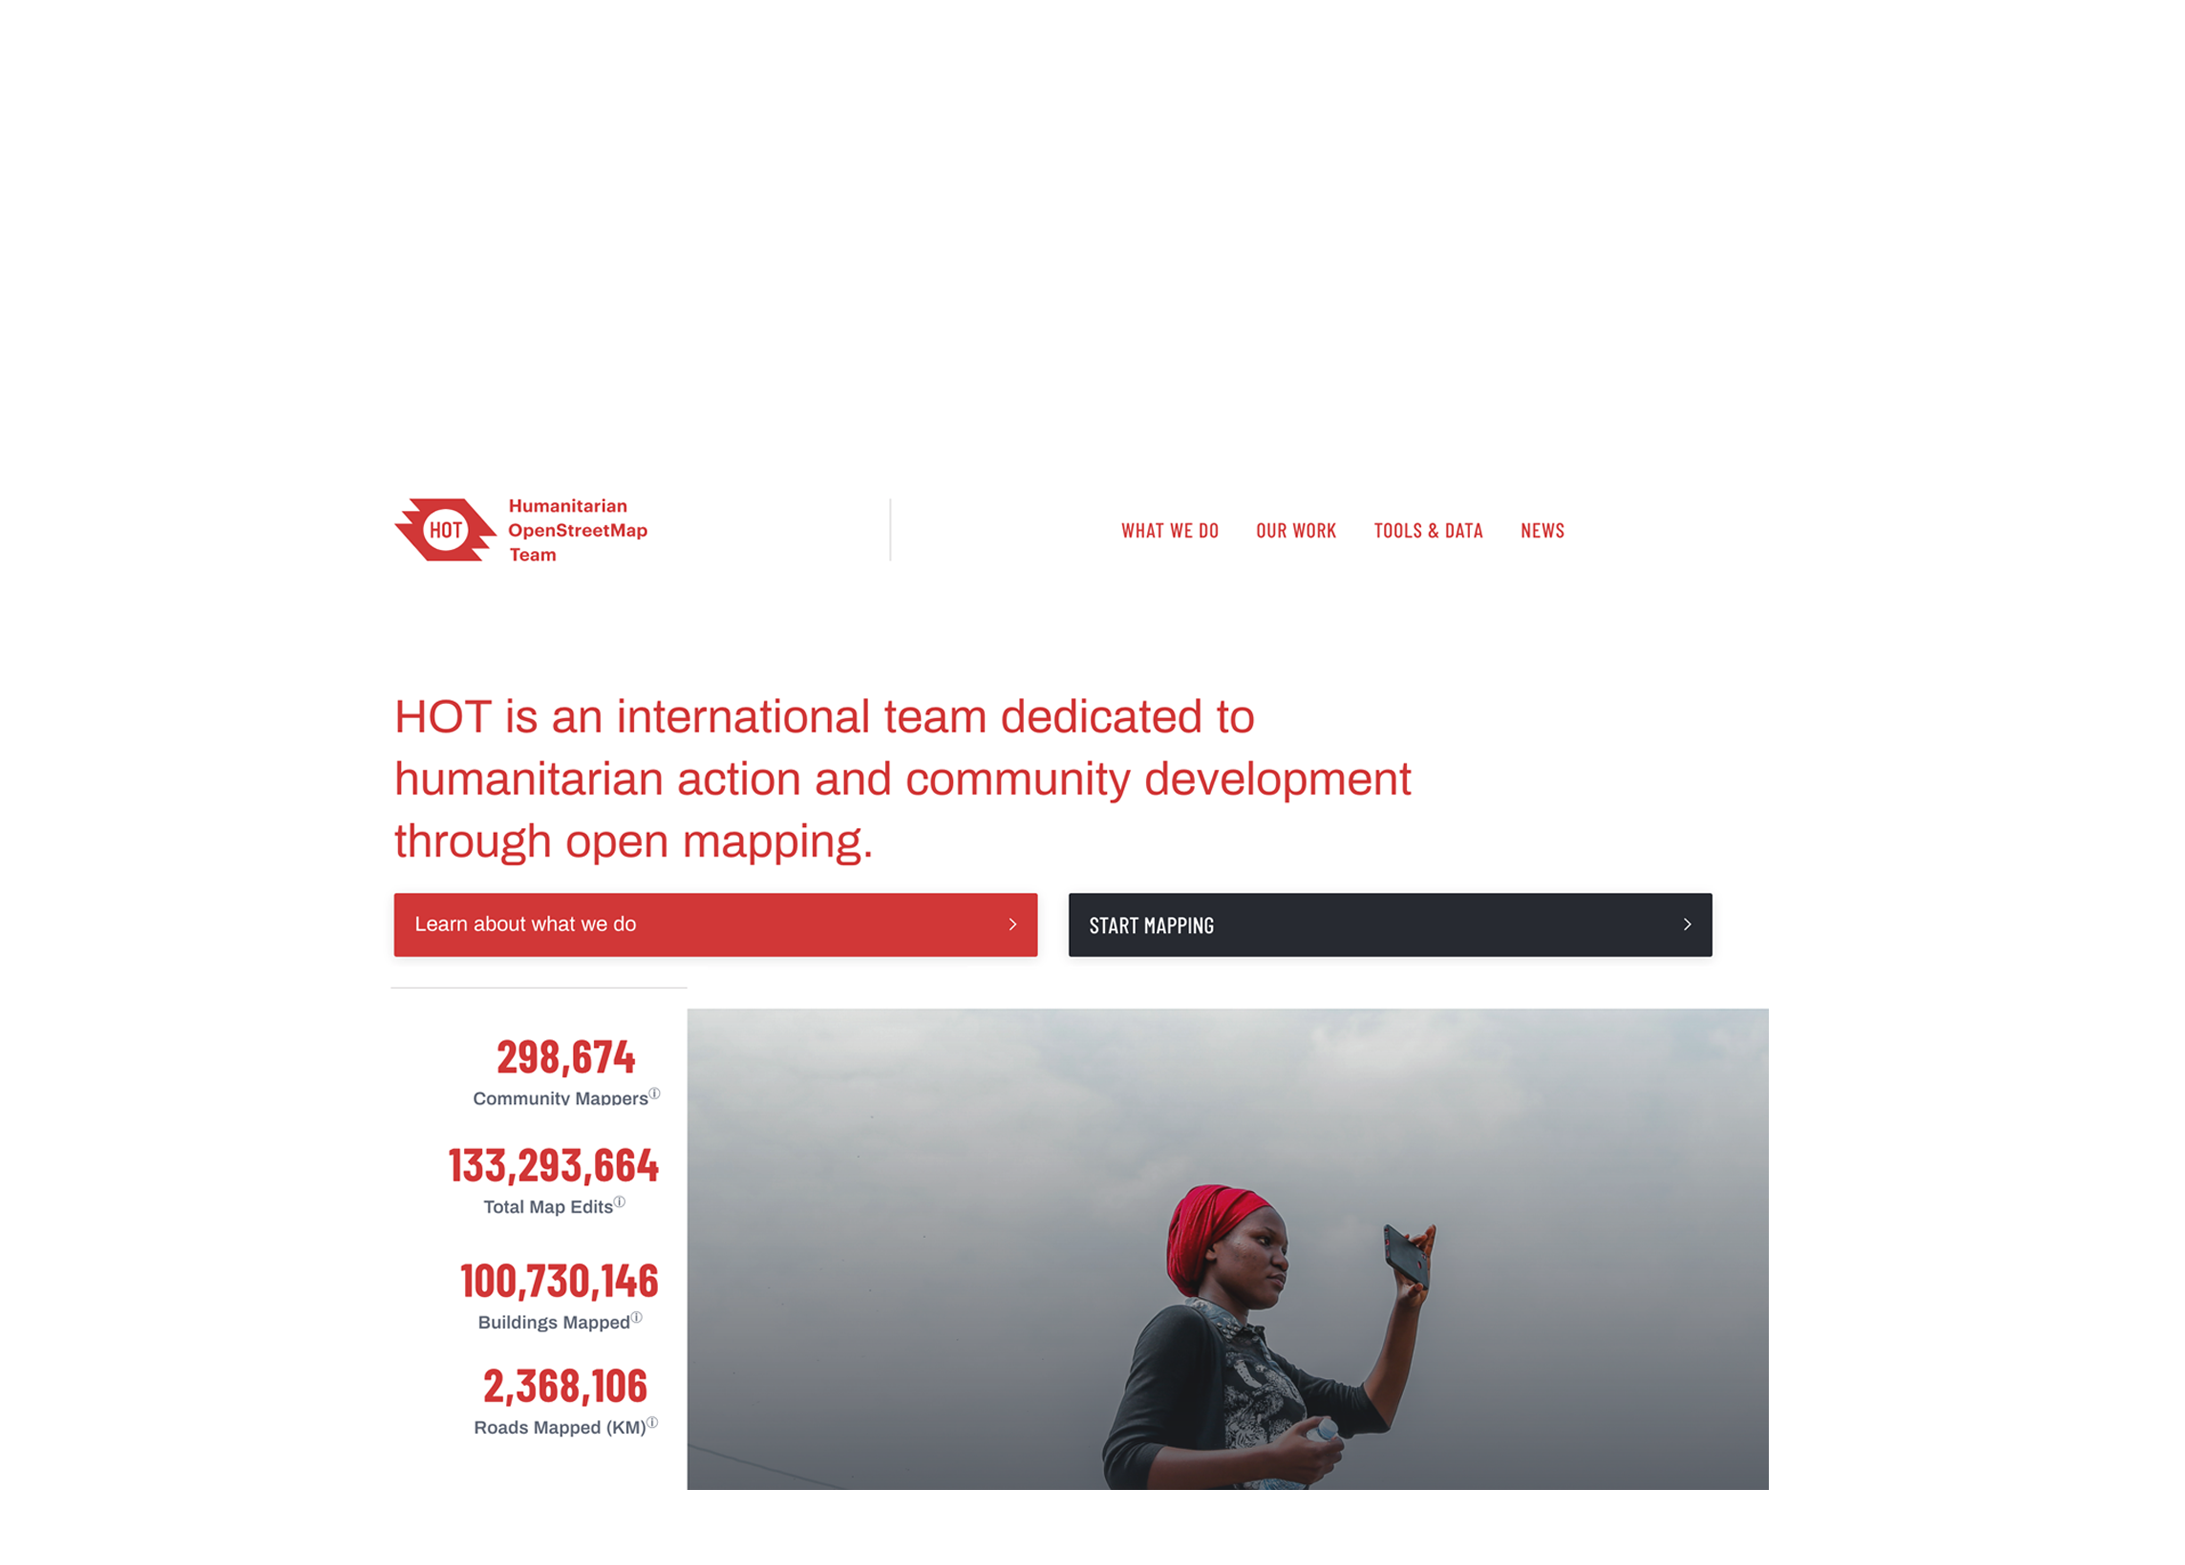 HOT
Humanitarian
OpenStreetMap
Team
WHAT WE DO OUR WORK TOOLS & DATA NEWS
HOT is an international team dedicated to
humanitarian action and community development
through open mapping.
Learn about what we do
START MAPPING
298,674
Community Mappers
133,293,664
Total Map Edits
100,730,146
Buildings Mapped
2,368,106
Roads Mapped (KM)